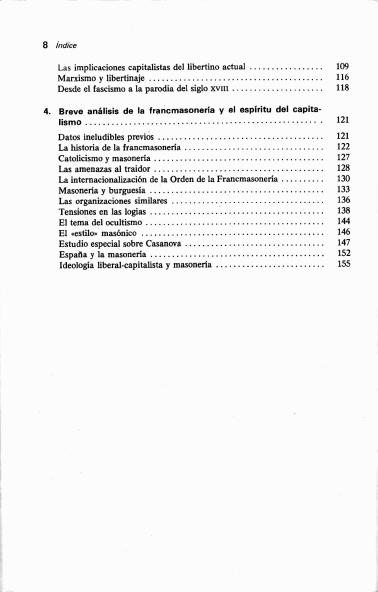 8 Índice
Las implicaciones capitalistas del libertino actual . . . . . . . . . . . . . . . . . 109
Marxismo y libertinaje . . . . . . . . . . . . . . . . . . . . . . . . . . . . . . . . . . . . . . . . 116
Desde el fascismo a la parodia del siglo XVIII . . . . . . . . . . . . . . . . . . . . . 118
4. Breve análisis de la francmasonería y el espíritu del capita-
lismo . . . . . . . . . . . . . . . . . . . . . . . . . . . . . . . . . . . . . . . . . . . . . . . . . . . . . . . 121
Datos ineludibles previos . . . . . . . . . . . . . . . . . . . . . . . . . . . . . . . . . . . . . . 121
La historia de la francmasonería . . . . . . . . . . . . . . . . . . . . . . . . . . . . . . . . 122
Catolicismo y masonería . . . . . . . . . . . . . . . . . . . . . . . . . . . . . . . . . . . . . . . 127
Las amenazas al traidor . . . . . . . . . . . . . . . . . . . . . . . . . . . . . . . . . . . . . . . 128
La internacionalización de la Orden de la Francmasonería . . . . . . . . . . 130
Masonería y burguesía . . . . . . . . . . . . . . . . . . . . . . . . . . . . . . . . . . . . . . . . 133
Las organizaciones similares . . . . . . . . . . . . . . . . . . . . . . . . . . . . . . . . . . . 136
Tensiones en las logias . . . . . . . . . . . . . . . . . . . . . . . . . . . . . . . . . . . . . . . . 138
El tema del ocultismo . . . . . . . . . . . . . . . . . . . . . . . . . . . . . . . . . . . . . . . . . 144
El «estilo» masónico . . . . . . . . . . . . . . . . . . . . . . . . . . . . . . . . . . . . . . . . . . 146
Estudio especial sobre Casanova . . . . . . . . . . . . . . . . . . . . . . . . . . . . . . . . 147
España y la masonería . . . . . . . . . . . . . . . . . . . . . . . . . . . . . . . . . . . . . . . . 152
Ideología liberal-capitalista y masonería . . . . . . . . . . . . . . . . . . . . . . . . . 155